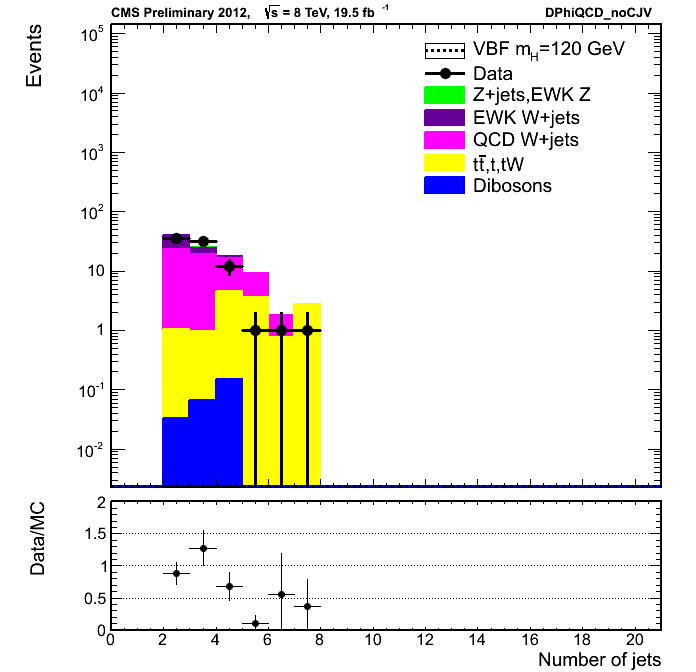 CMS Preliminary 2012, √s = 8 TeV, 19.5 fb⁻¹ DPhiQCD_noCJV
Events
10⁵
10⁴
10³
10²
10
1
10⁻¹
10⁻²
VBF m_H=120 GeV
Data
Z+jets,EWK Z
EWK W+jets
QCD W+jets
tt̄,t,tW
Dibosons
Data/MC
2
1.5
1
0.5
0
0 2 4 6 8 10 12 14 16 18 20
Number of jets